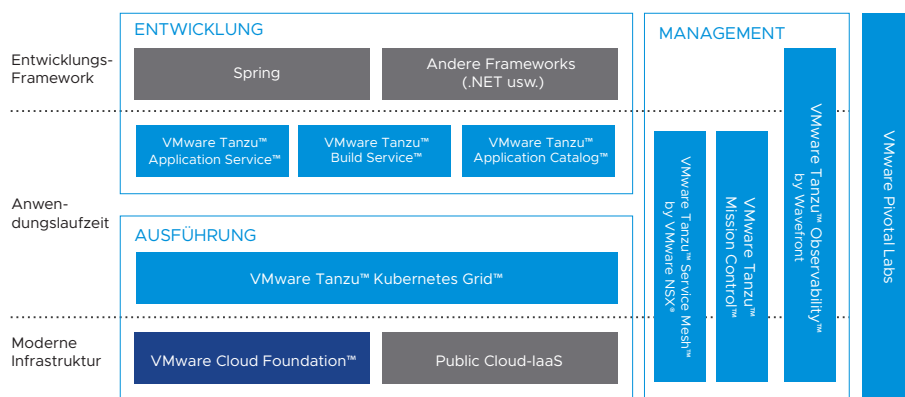 ENTWICKLUNG
MANAGEMENT
Entwicklungs-
Framework
Spring
Andere Frameworks
(.NET usw.)
VMware Tanzu™
Application Service™
VMware Tanzu™
Build Service™
VMware Tanzu™
Application Catalog™
Anwen-
dungslaufzeit
AUSFÜHRUNG
VMware Tanzu™ Kubernetes Grid™
Moderne
Infrastruktur
VMware Cloud Foundation™
Public Cloud-IaaS
VMware Tanzu™ Service Mesh™
by VMware NSX®
VMware Tanzu™
Mission Control™
VMware Tanzu™ Observability™
by Wavefront
VMware Pivotal Labs